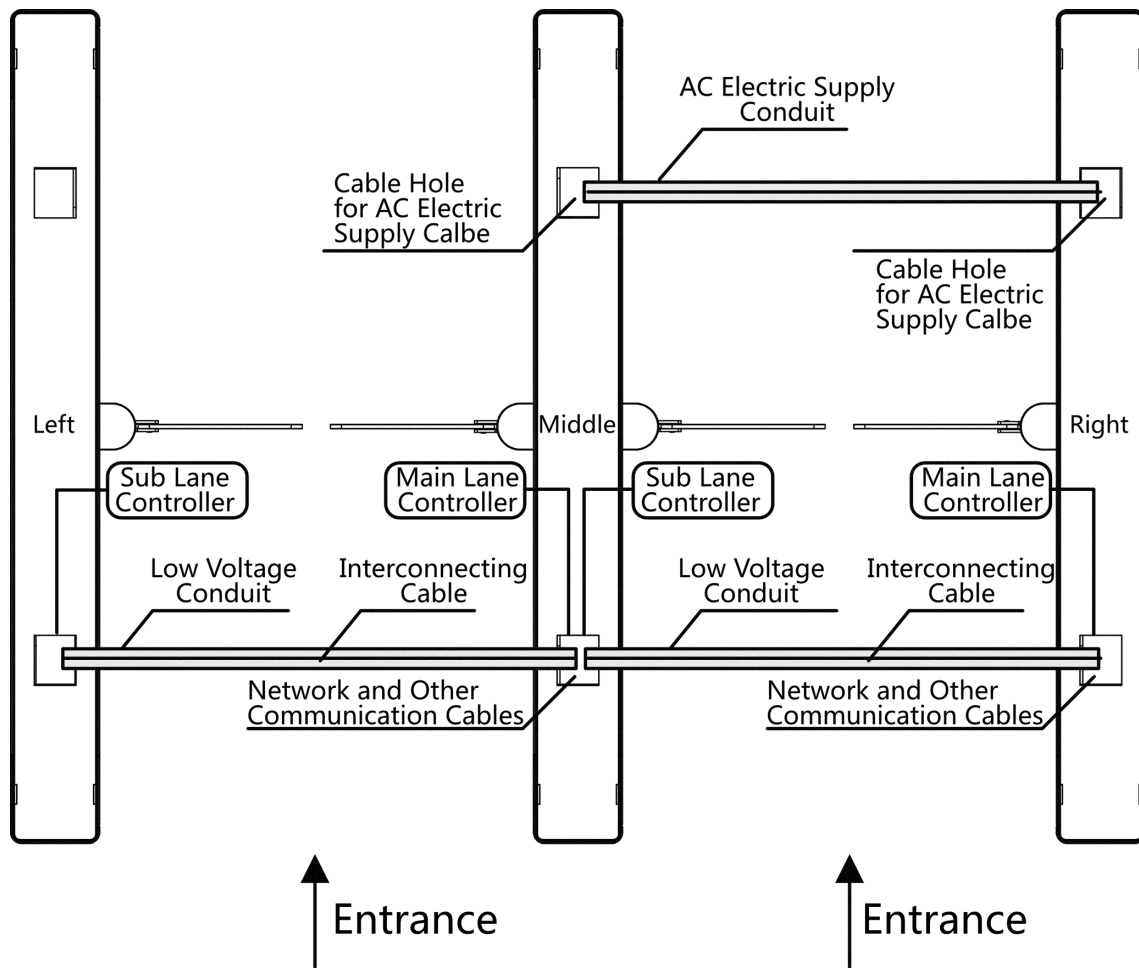 AC Electric Supply
Conduit
Cable Hole
for AC Electric
Supply Calbe
Cable Hole
for AC Electric
Supply Calbe
Left
Middle
Right
Sub Lane
Controller
Main Lane
Controller
Sub Lane
Controller
Main Lane
Controller
Low Voltage
Conduit
Interconnecting
Cable
Low Voltage
Conduit
Interconnecting
Cable
Network and Other
Communication Cables
Network and Other
Communication Cables
Entrance
Entrance